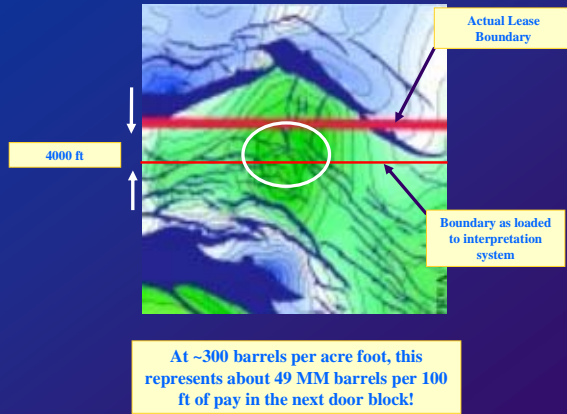 Actual Lease
Boundary
4000 ft
Boundary as loaded
to interpretation
system
At ~300 barrels per acre foot, this
represents about 49 MM barrels per 100
ft of pay in the next door block!